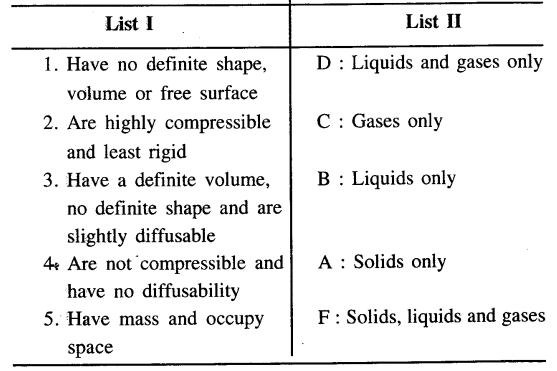 List I List II
1. Have no definite shape, D : Liquids and gases only
volume or free surface
2. Are highly compressible C : Gases only
and least rigid
3. Have a definite volume, B : Liquids only
no definite shape and are
slightly diffusable
4. Are not compressible and A : Solids only
have no diffusability
5. Have mass and occupy F : Solids, liquids and gases
space